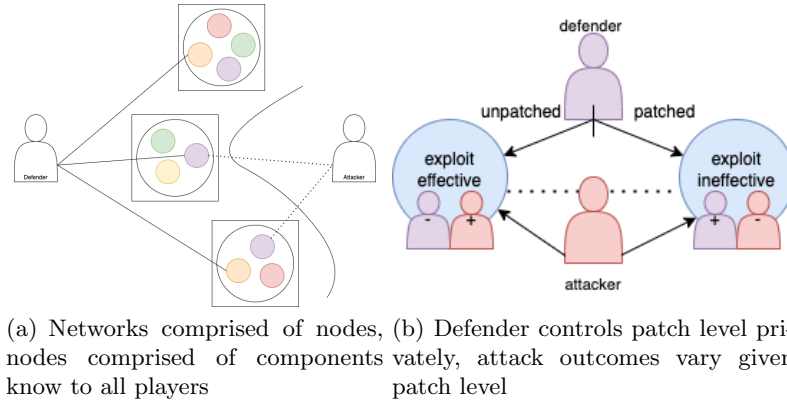 Defender
Attacker
defender
unpatched
patched
exploit
effective
exploit
ineffective
-
+
+
-
attacker
(a) Networks comprised of nodes,
nodes comprised of components
know to all players
(b) Defender controls patch level pri-
vately, attack outcomes vary given
patch level